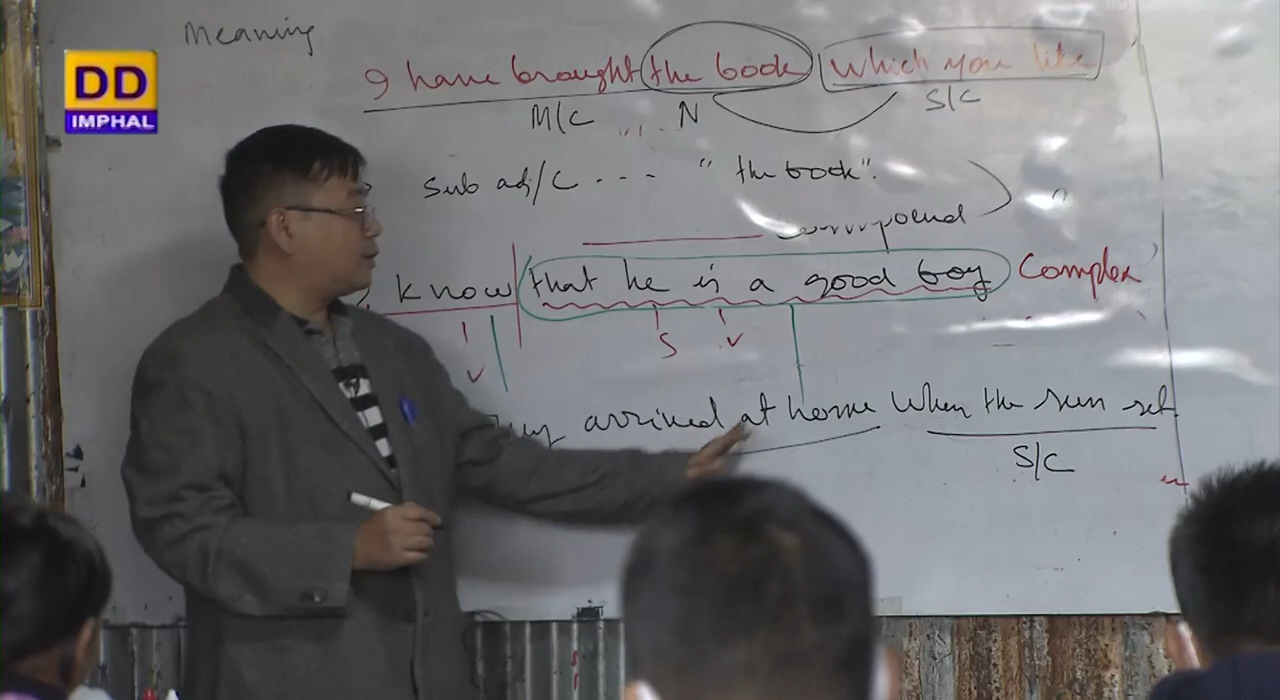 Meaning
DD
IMPHAL
I have brought the book which you like
M/C N S/C
Sub adj/C --- "the book".
compound
know that he is a good boy Complex
S V
V
arrived at home When the sun set
S/C